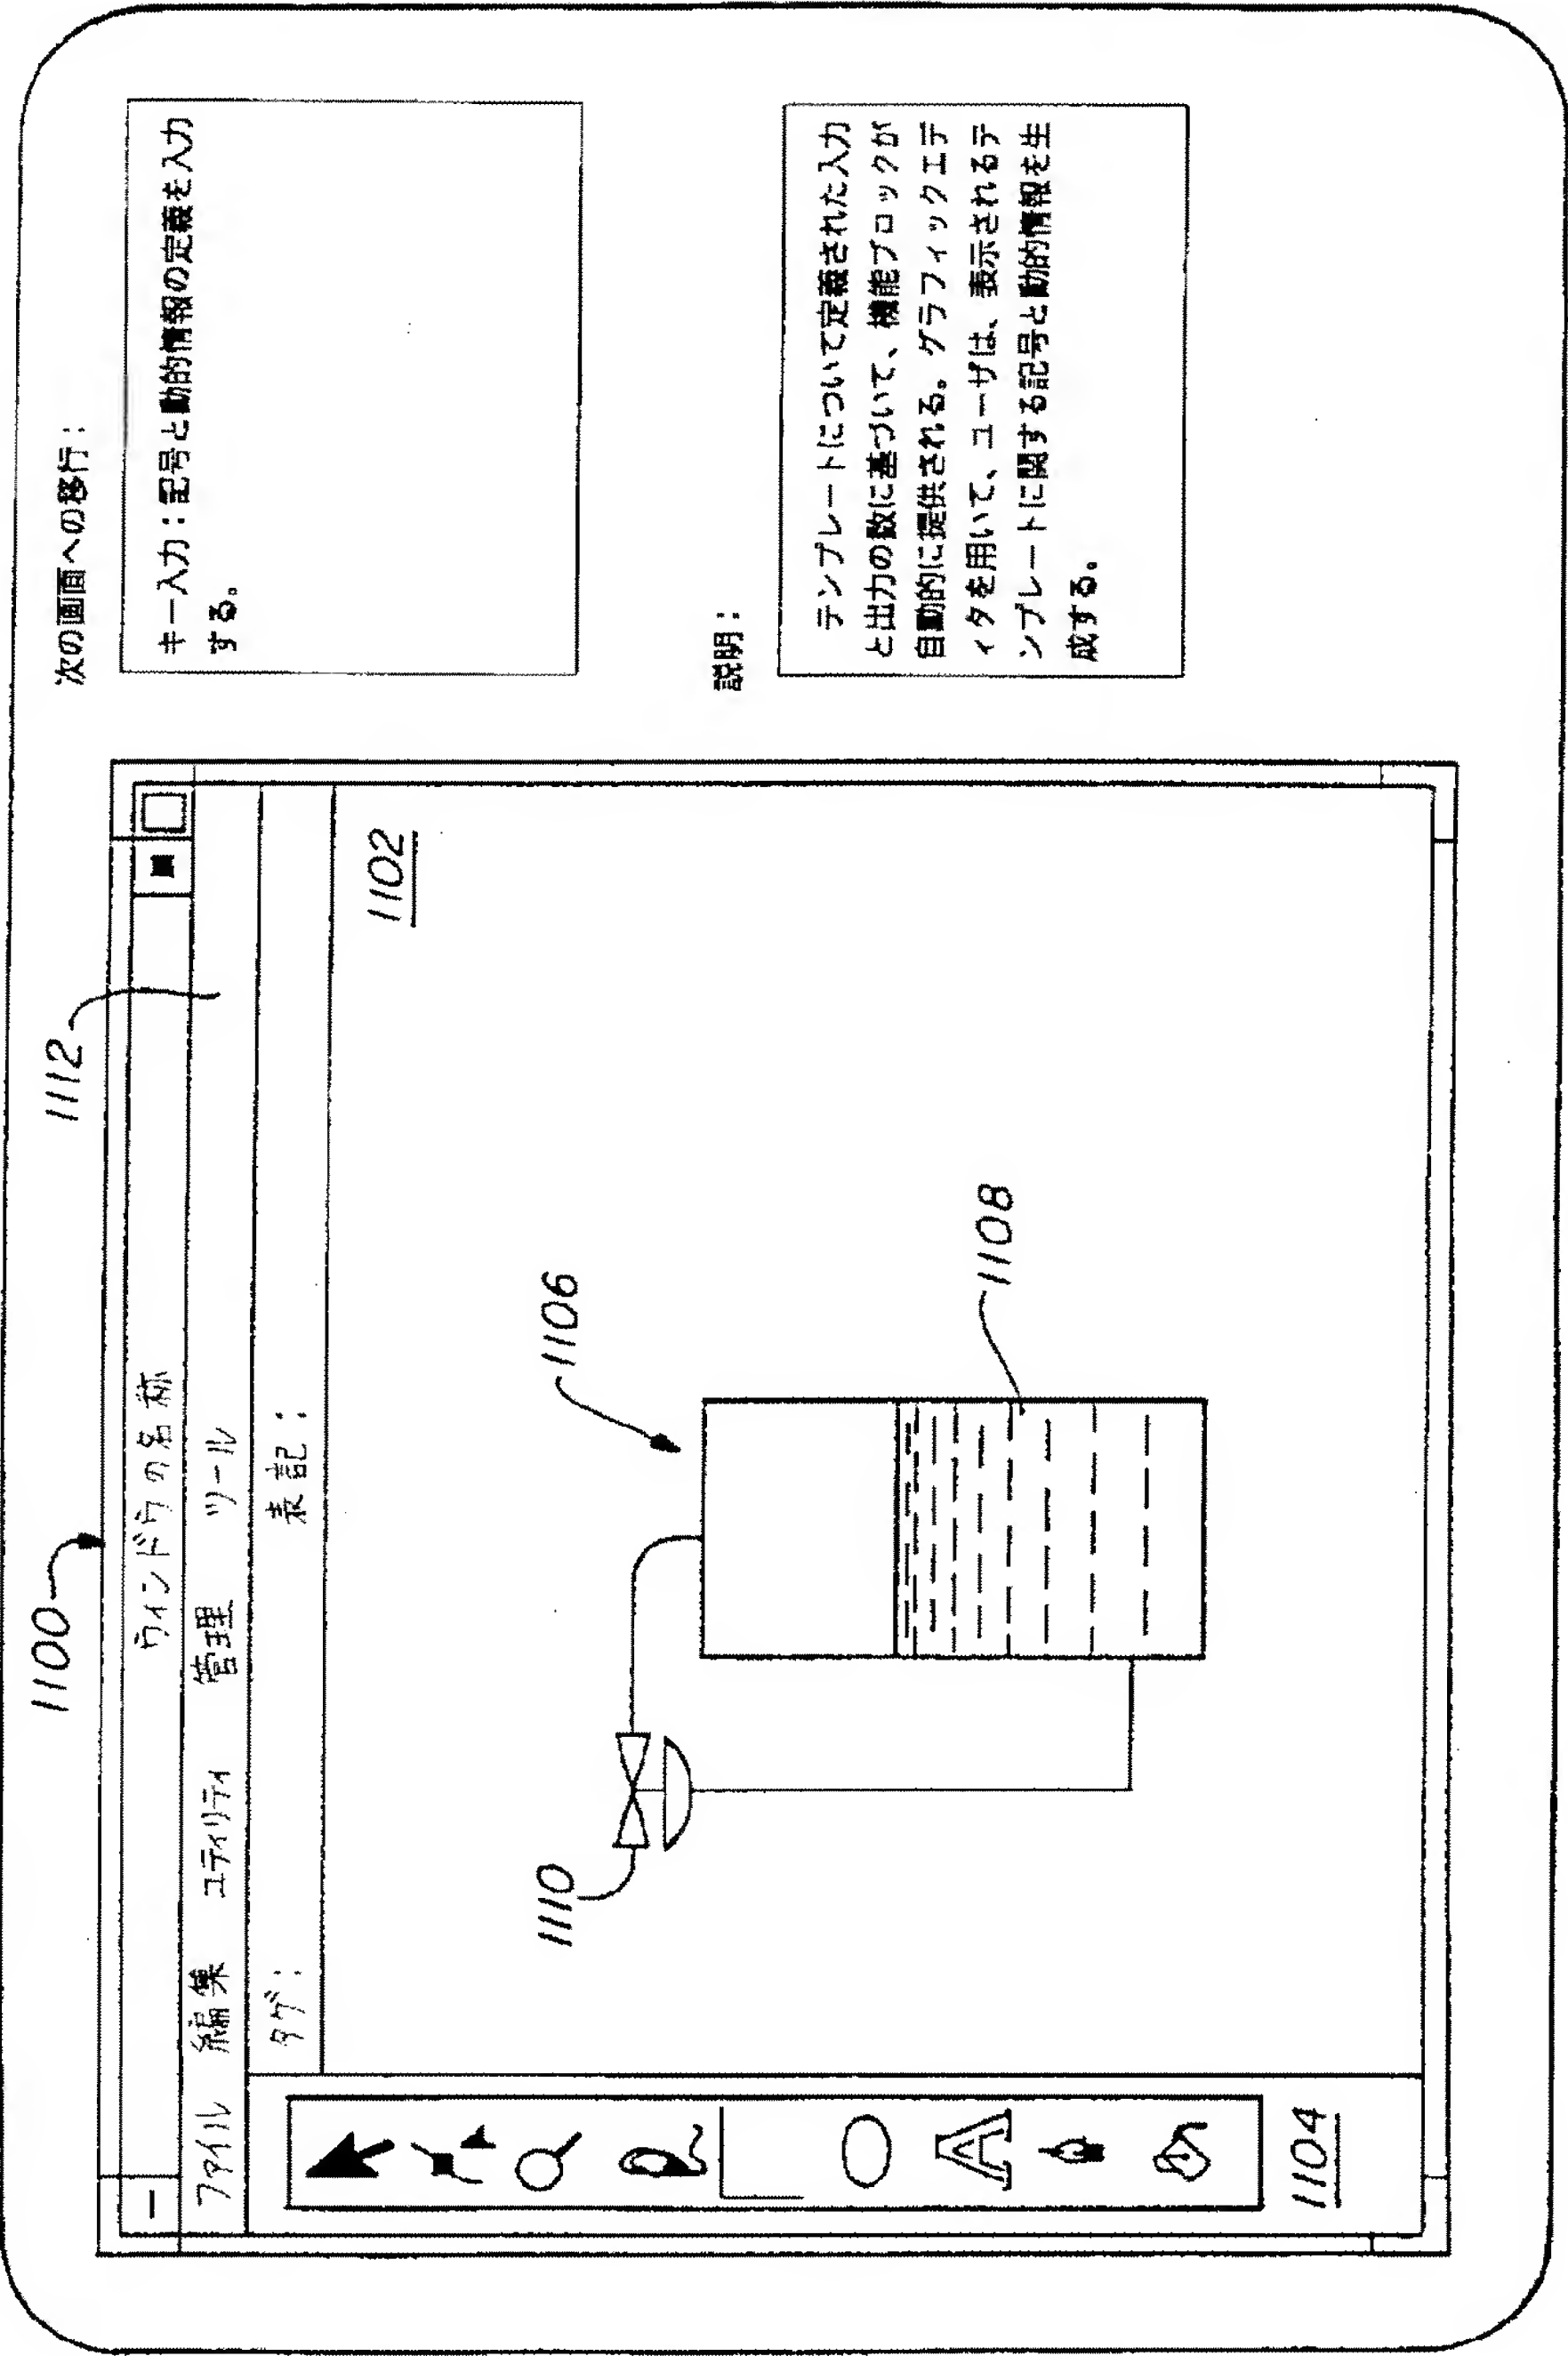 1100
1112
ウィンドウの名称
ファイル 編集 ユティリティ 管理 ツール
タグ: 表記:
1102
1106
1108
1110
1104
A
次の画面への移行:
キー入力:記号と動的情報の定義を入力
する。
説明:
テンプレートについて定義された入力
と出力の数に基づいて、機能ブロックが
自動的に提供される。グラフィックエデ
ィタを用いて、ユーザは、表示されるテ
ンプレートに関する記号と動的情報を生
成する。